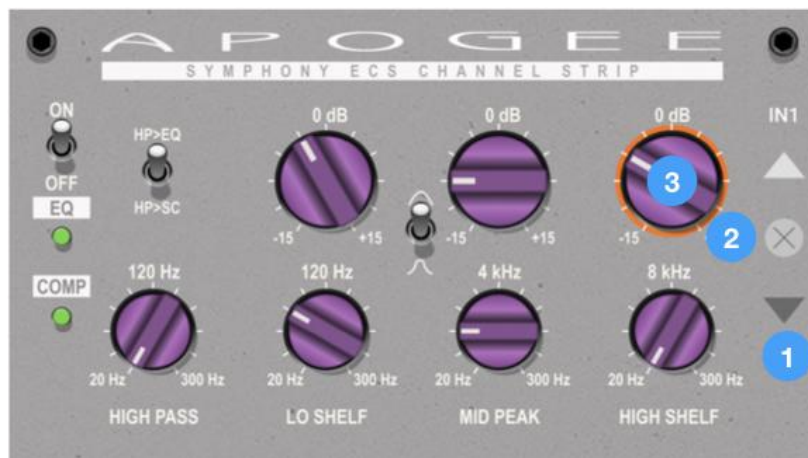 APOGEE
SYMPHONY ECS CHANNEL STRIP
ON
OFF
HP>EQ
HP>SC
0 dB
0 dB
0 dB
IN1
EQ
-15
+15
-15
-15
3
2
COMP
120 Hz
120 Hz
4 kHz
8 kHz
1
20 Hz
300 Hz
20 Hz
300 Hz
20 Hz
300 Hz
20 Hz
300 Hz
HIGH PASS
LO SHELF
MID PEAK
HIGH SHELF